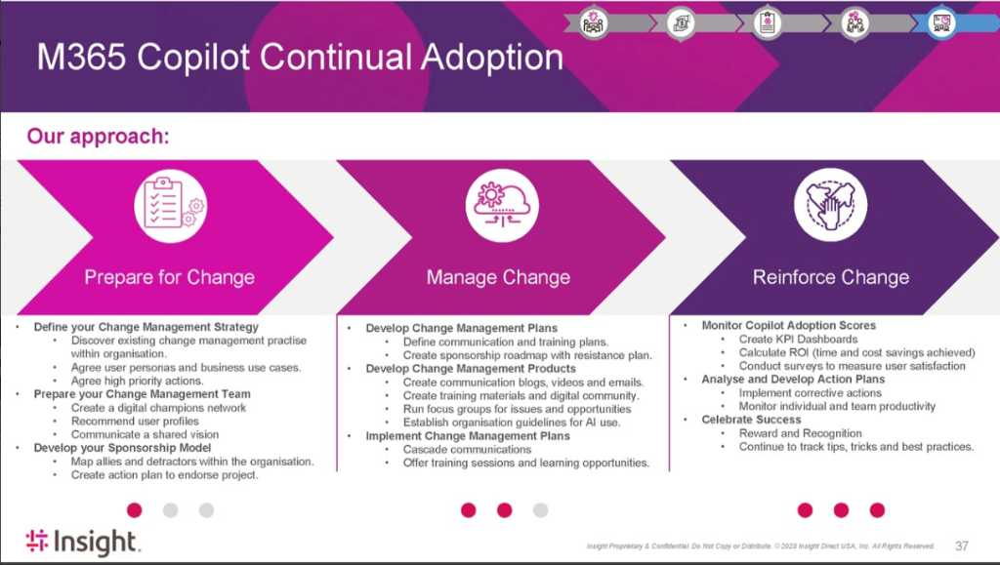 M365 Copilot Continual Adoption
Our approach:
Prepare for Change
• Define your Change Management Strategy
• Discover existing change management practise
within organisation.
• Agree user personas and business use cases.
• Agree high priority actions.
• Prepare your Change Management Team
• Create a digital champions network
• Recommend user profiles
• Communicate a shared vision
• Develop your Sponsorship Model
• Map allies and detractors within the organisation.
• Create action plan to endorse project.
Manage Change
• Develop Change Management Plans
• Define communication and training plans.
• Create sponsorship roadmap with resistance plan.
• Develop Change Management Products
• Create communication blogs, videos and emails.
• Create training materials and digital community.
• Run focus groups for issues and opportunities
• Establish organisation guidelines for AI use.
• Implement Change Management Plans
• Cascade communications
• Offer training sessions and learning opportunities.
Reinforce Change
• Monitor Copilot Adoption Scores
• Create KPI Dashboards
• Calculate ROI (time and cost savings achieved)
• Conduct surveys to measure user satisfaction
• Analyse and Develop Action Plans
• Implement corrective actions
• Monitor individual and team productivity
• Celebrate Success
• Reward and Recognition
• Continue to track tips, tricks and best practices.
Insight.
Insight Proprietary & Confidential. Do Not Copy or Distribute. © 2023 Insight Direct USA, Inc. All Rights Reserved.
37